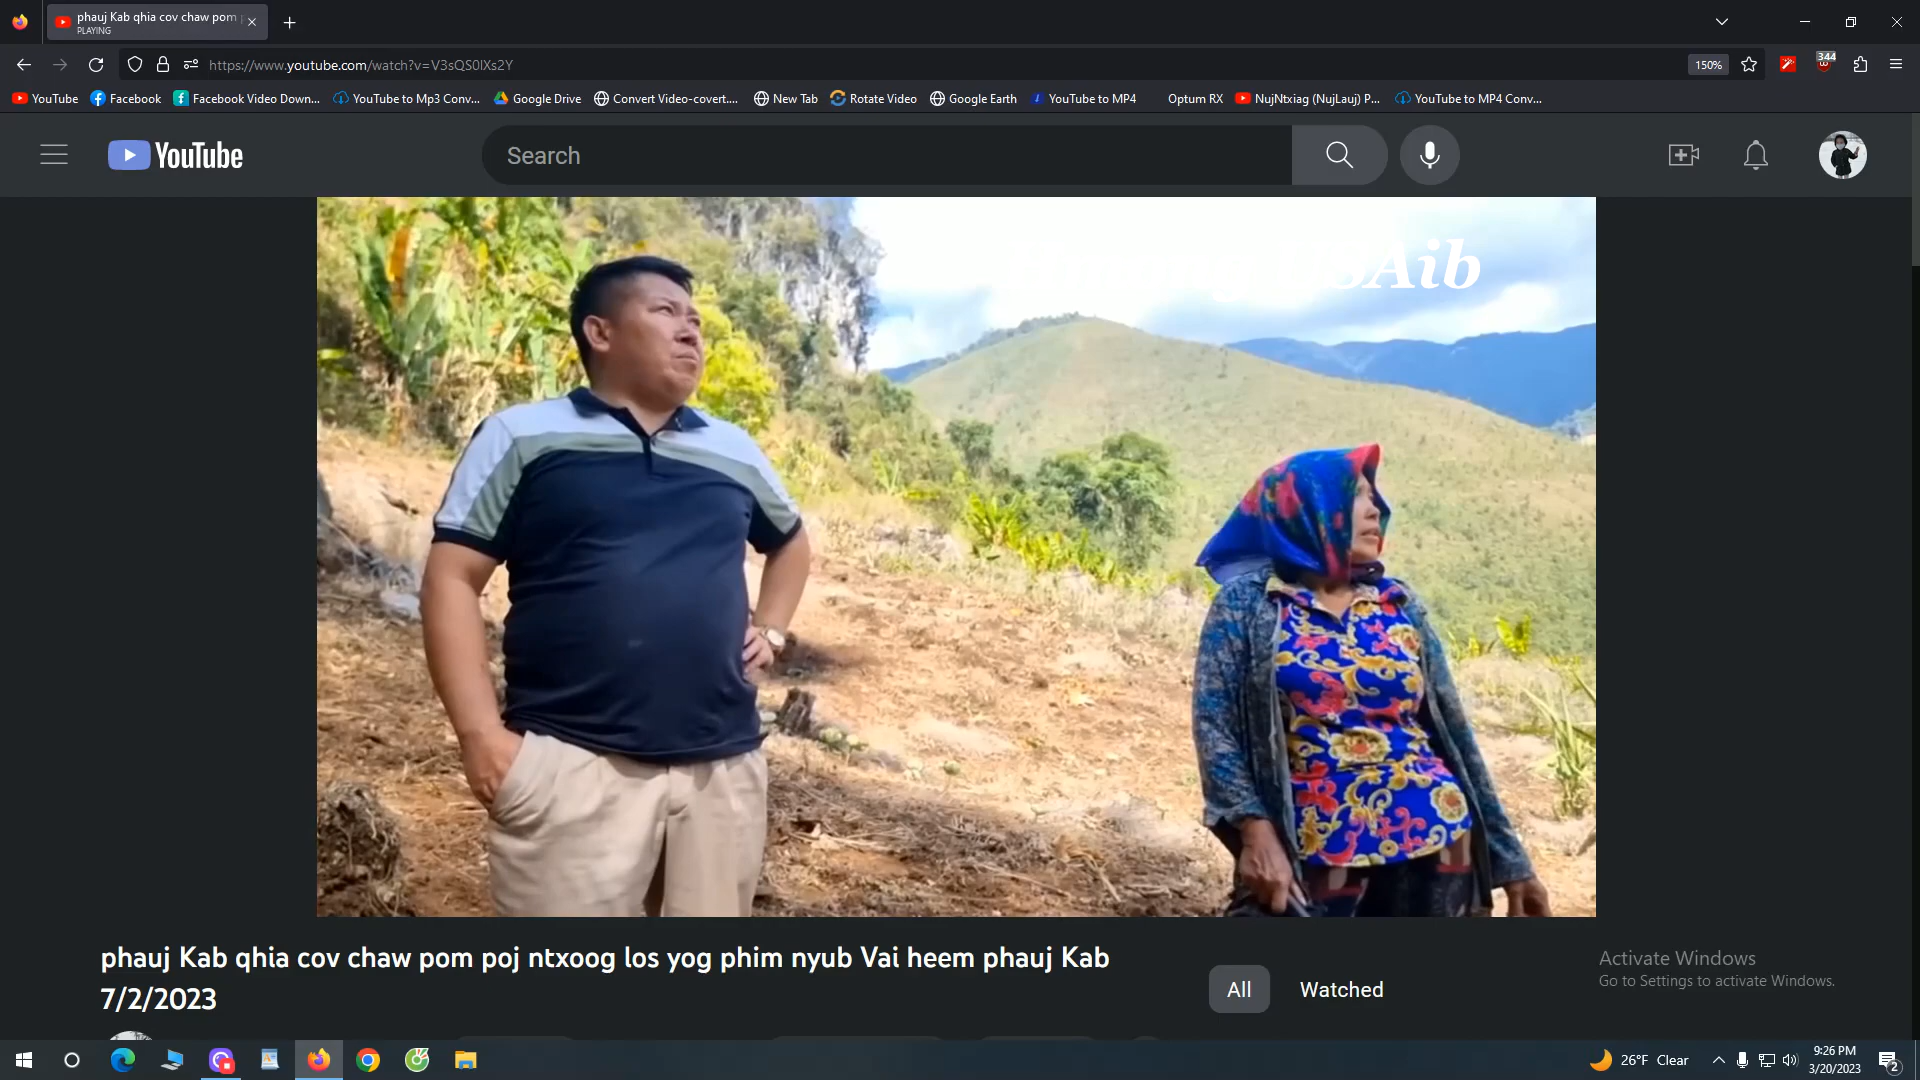 phauj Kab qhia cov chaw pom
PLAYING
https://www.youtube.com/watch?v=V3sQS0lXs2Y
150%
344
YouTube
Facebook
Facebook Video Down...
YouTube to Mp3 Conv...
Google Drive
Convert Video-covert....
New Tab
Rotate Video
Google Earth
YouTube to MP4
Optum RX
NujNtxiag (NujLauj) P...
YouTube to MP4 Conv...
YouTube
Search
USAib
phauj Kab qhia cov chaw pom poj ntxoog los yog phim nyub Vai heem phauj Kab
7/2/2023
All
Watched
Activate Windows
Go to Settings to activate Windows.
26°F Clear
9:26 PM
3/20/2023
2